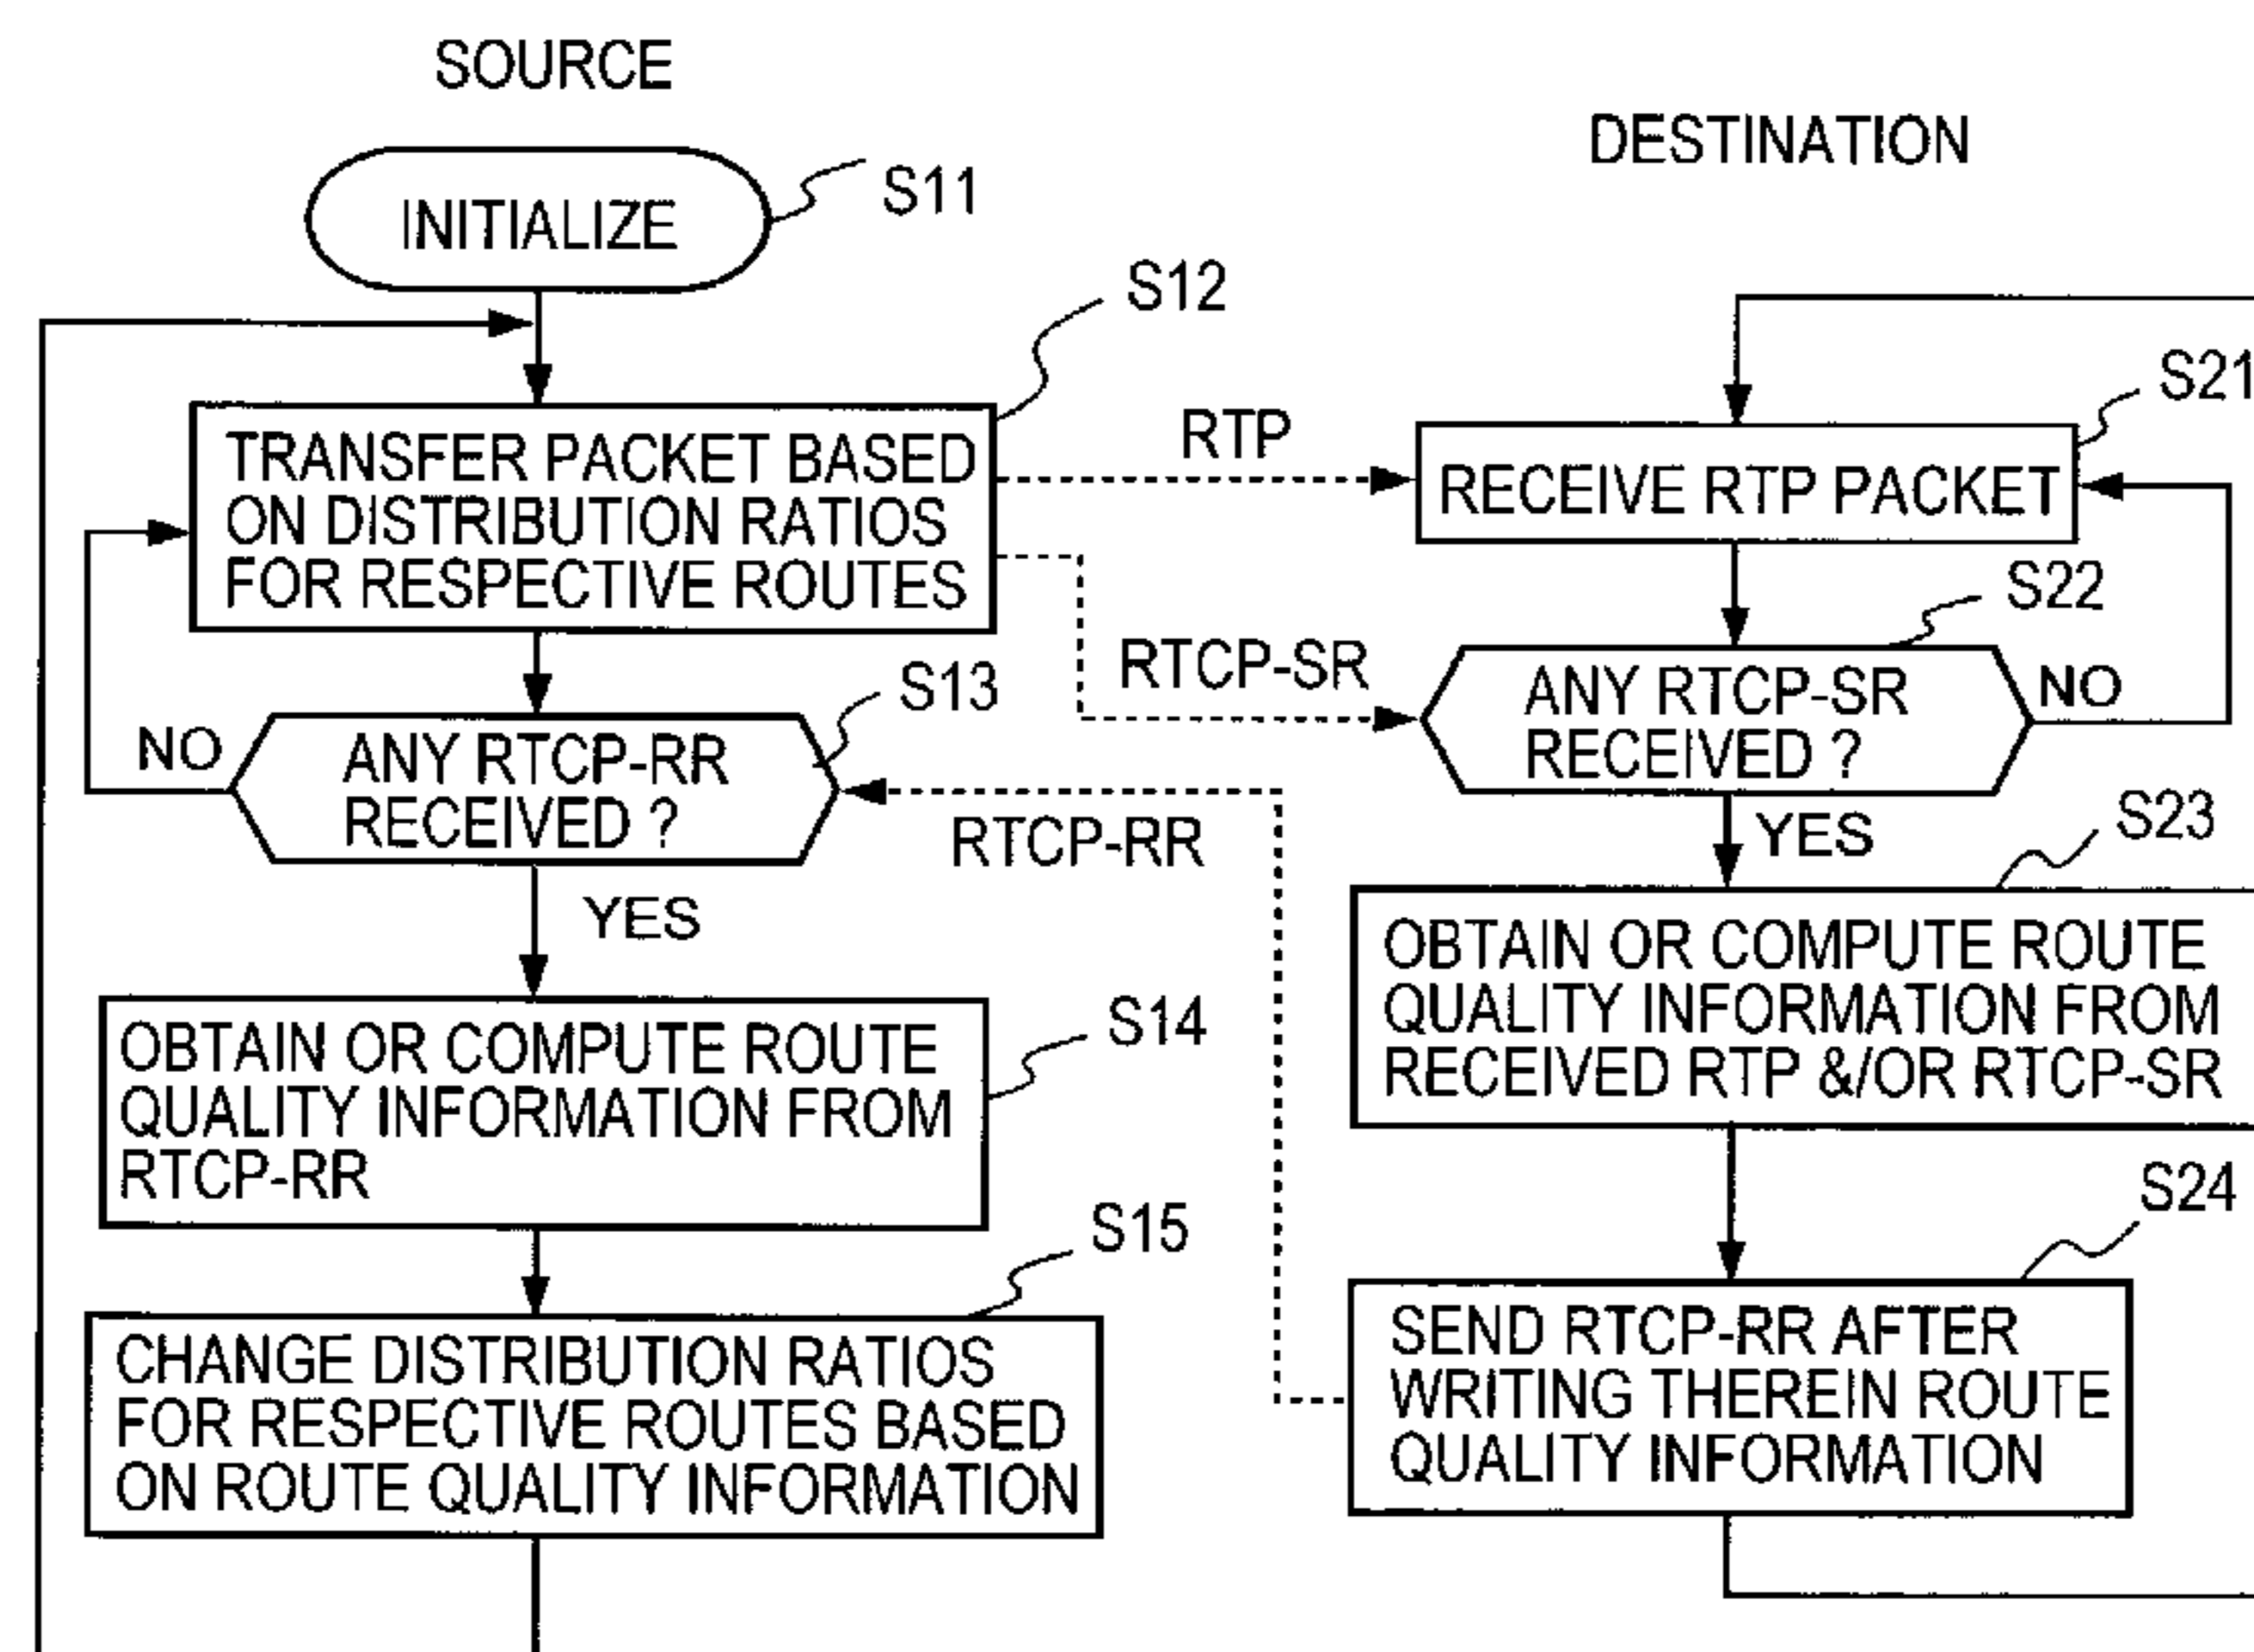 SOURCE
INITIALIZE
S11
S12
TRANSFER PACKET BASED
ON DISTRIBUTION RATIOS
FOR RESPECTIVE ROUTES
S13
NO
ANY RTCP-RR
RECEIVED ?
YES
OBTAIN OR COMPUTE ROUTE
QUALITY INFORMATION FROM
RTCP-RR
S14
S15
CHANGE DISTRIBUTION RATIOS
FOR RESPECTIVE ROUTES BASED
ON ROUTE QUALITY INFORMATION
RTP
RTCP-SR
RTCP-RR
DESTINATION
S21
RECEIVE RTP PACKET
S22
ANY RTCP-SR
RECEIVED ?
NO
YES
S23
OBTAIN OR COMPUTE ROUTE
QUALITY INFORMATION FROM
RECEIVED RTP &/OR RTCP-SR
S24
SEND RTCP-RR AFTER
WRITING THEREIN ROUTE
QUALITY INFORMATION